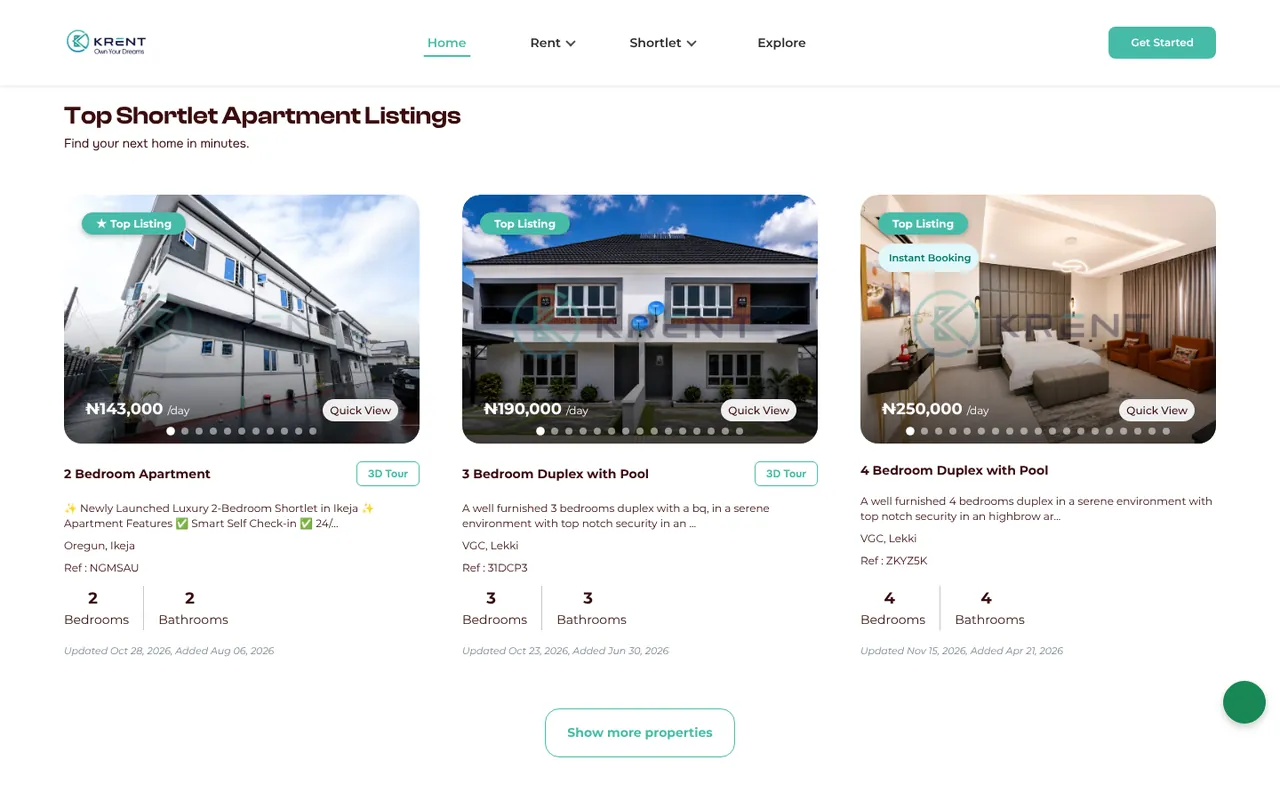 KRENT
Own Your Dreams
Home
Rent
Shortlet
Explore
Get Started
Top Shortlet Apartment Listings
Find your next home in minutes.
★ Top Listing
KRENT
₦143,000 /day
Quick View
2 Bedroom Apartment
3D Tour
✨ Newly Launched Luxury 2-Bedroom Shortlet in Ikeja ✨
Apartment Features ✅ Smart Self Check-in ✅ 24/...
Oregun, Ikeja
Ref : NGMSAU
2
Bedrooms
2
Bathrooms
Updated Oct 28, 2026, Added Aug 06, 2026
Top Listing
KRENT
₦190,000 /day
Quick View
3 Bedroom Duplex with Pool
3D Tour
A well furnished 3 bedrooms duplex with a bq, in a serene
environment with top notch security in an ...
VGC, Lekki
Ref : 31DCP3
3
Bedrooms
3
Bathrooms
Updated Oct 23, 2026, Added Jun 30, 2026
Top Listing
Instant Booking
KRENT
₦250,000 /day
Quick View
4 Bedroom Duplex with Pool
A well furnished 4 bedrooms duplex in a serene environment with
top notch security in an highbrow ar...
VGC, Lekki
Ref : ZKYZ5K
4
Bedrooms
4
Bathrooms
Updated Nov 15, 2026, Added Apr 21, 2026
Show more properties